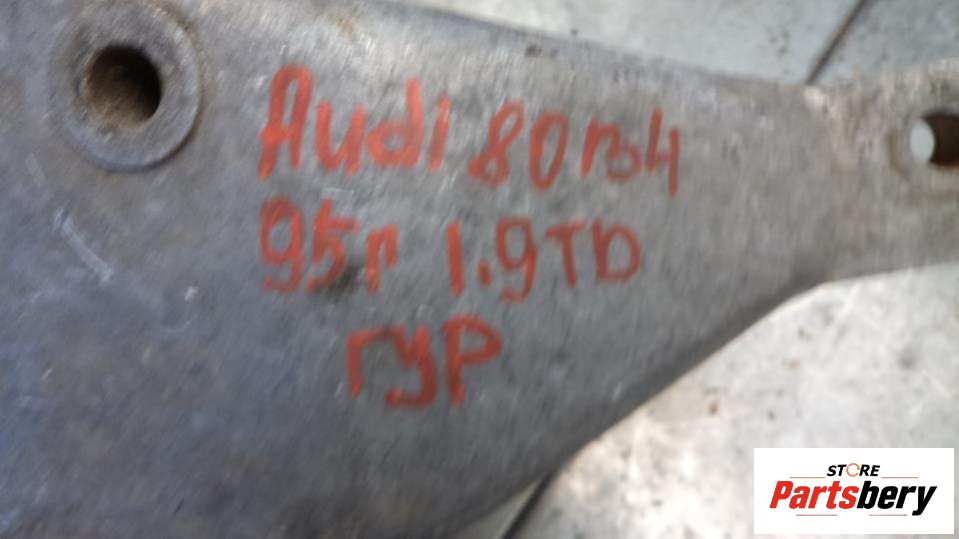 Audi 80 B4
95г 1.9TD
ГУР
STORE
Partsbery